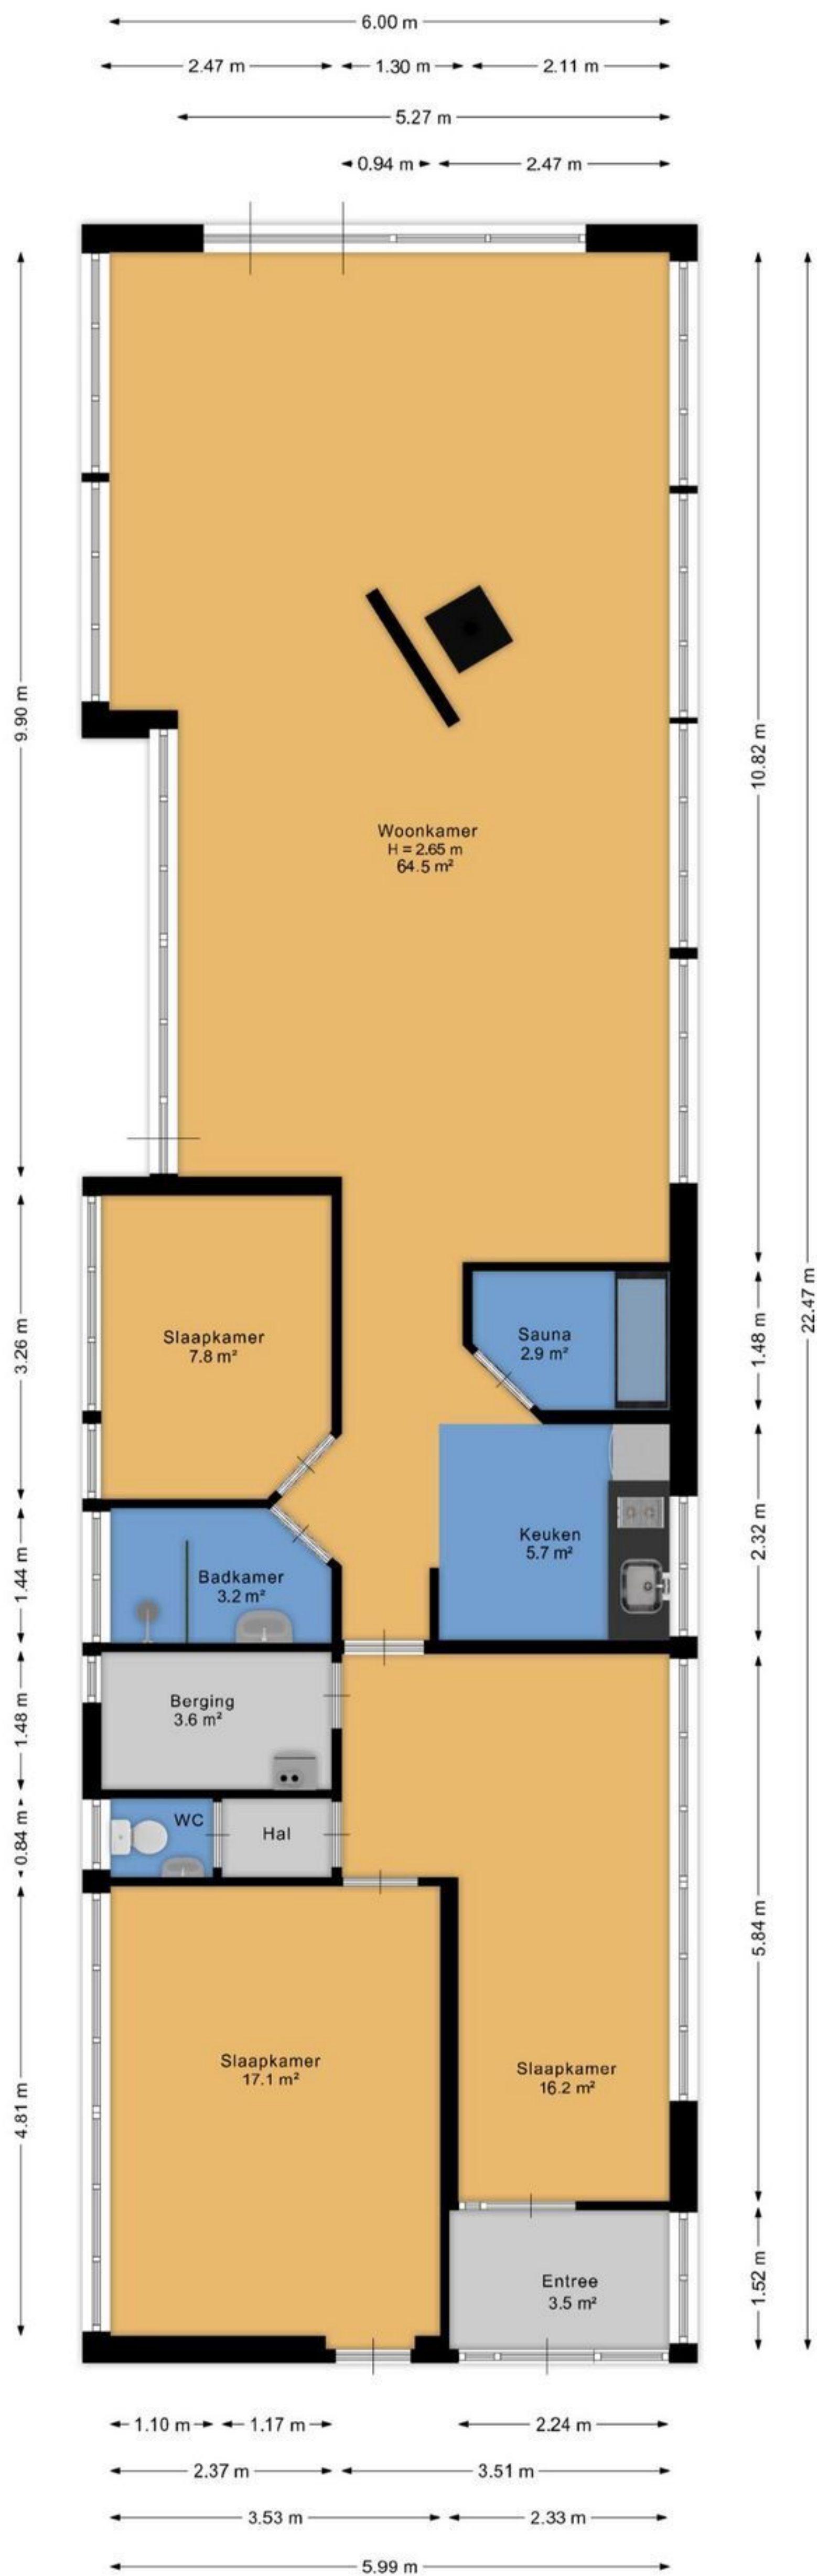 6.00 m
2.47 m
1.30 m
2.11 m
5.27 m
0.94 m
2.47 m
9.90 m
10.82 m
22.47 m
Woonkamer
H = 2.65 m
64.5 m²
3.26 m
Slaapkamer
7.8 m²
Sauna
2.9 m²
1.48 m
Keuken
5.7 m²
2.32 m
1.44 m
Badkamer
3.2 m²
1.48 m
Berging
3.6 m²
0.84 m
WC
Hal
5.84 m
4.81 m
Slaapkamer
17.1 m²
Slaapkamer
16.2 m²
Entree
3.5 m²
1.52 m
1.10 m
1.17 m
2.24 m
2.37 m
3.51 m
3.53 m
2.33 m
5.99 m